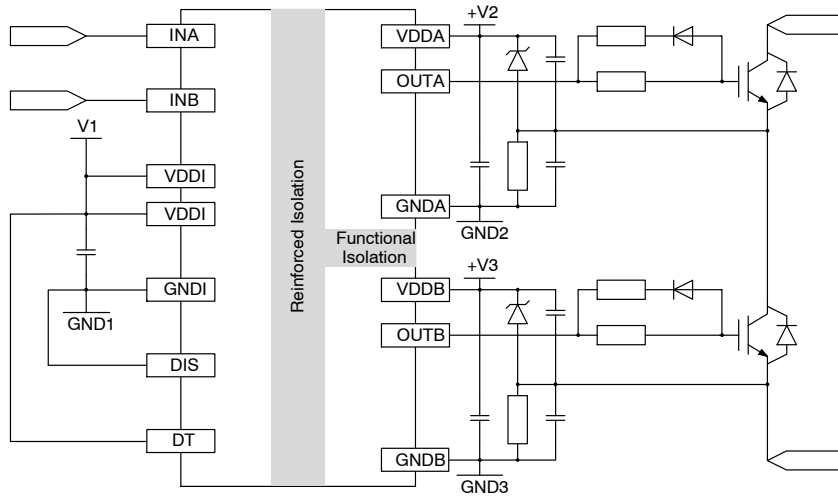 INA
INB
V1
VDDI
VDDI
GNDI
GND1
DIS
DT
Reinforced Isolation
Functional
Isolation
+V2
VDDA
OUTA
GNDA
GND2
+V3
VDDB
OUTB
GNDB
GND3